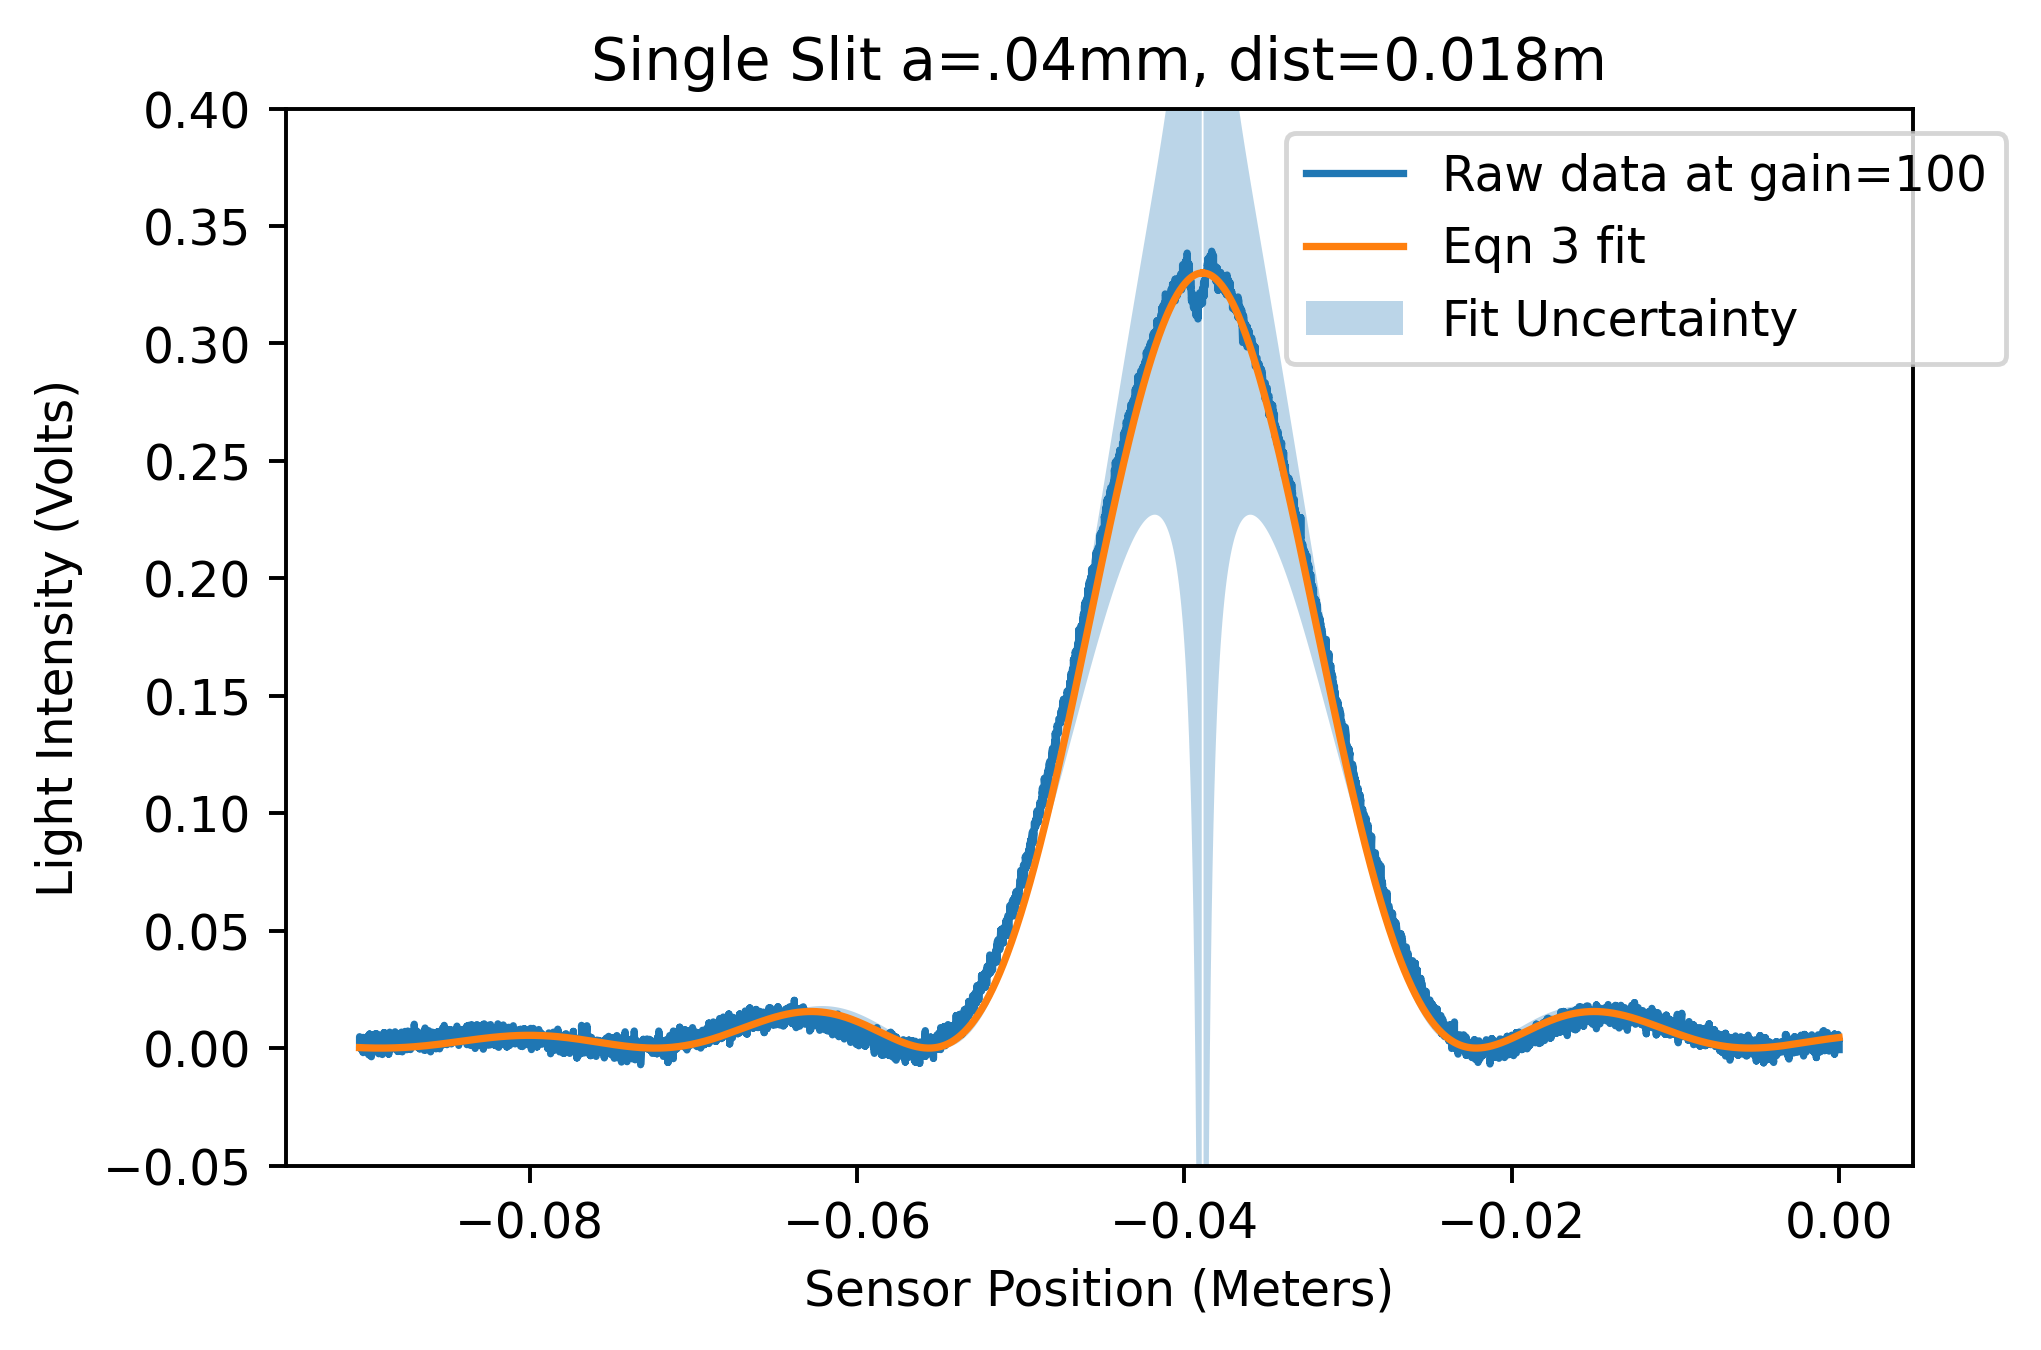 Single Slit a=.04mm, dist=0.018m
0.40
0.35
0.30
0.25
0.20
0.15
0.10
0.05
0.00
−0.05
Light Intensity (Volts)
Raw data at gain=100
Eqn 3 fit
Fit Uncertainty
−0.08 −0.06 −0.04 −0.02 0.00
Sensor Position (Meters)